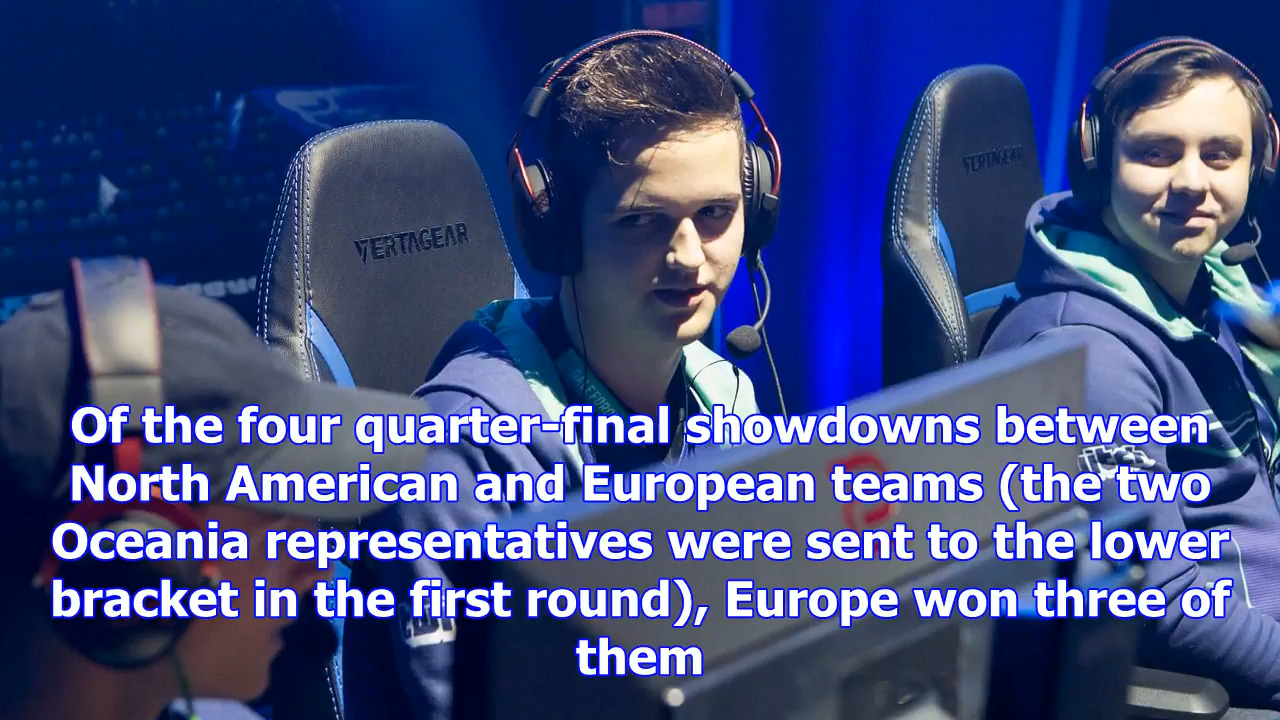 VERTAGEAR
VERTAGEAR
Of the four quarter-final showdowns between
North American and European teams (the two
Oceania representatives were sent to the lower
bracket in the first round), Europe won three of
them